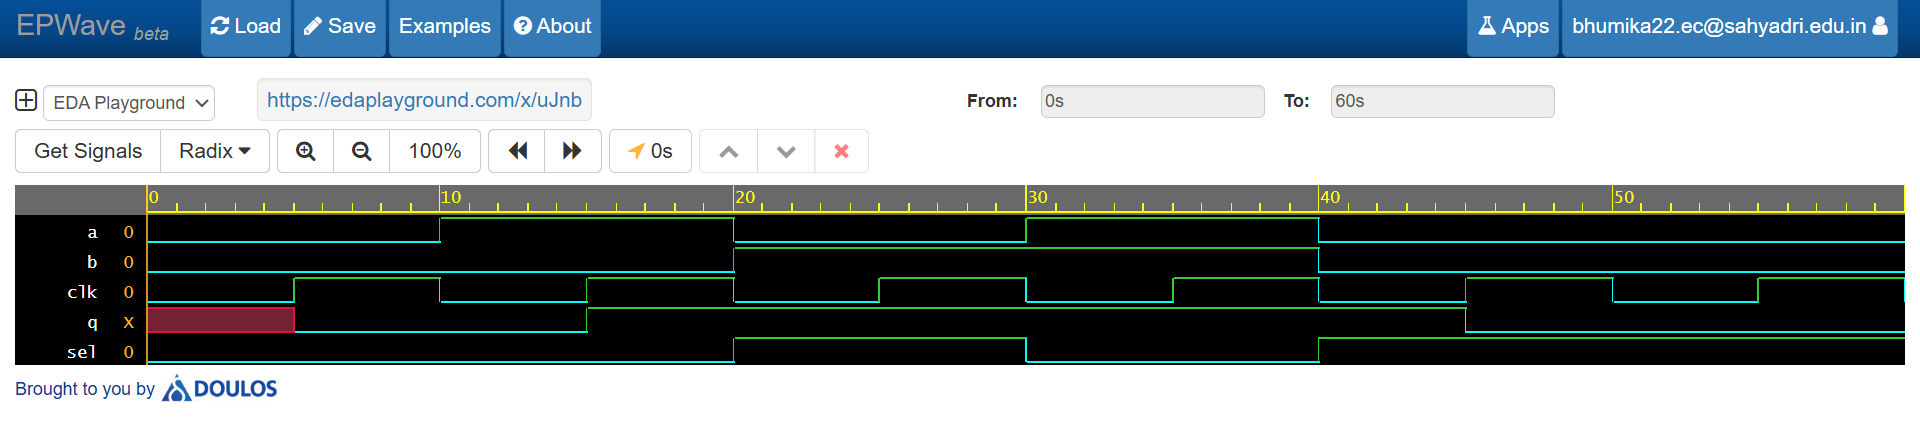 EPWave beta Load Save Examples About Apps bhumika22.ec@sahyadri.edu.in
EDA Playground https://edaplayground.com/x/uJnb From: 0s To: 60s
Get Signals Radix 100% 0s
0 10 20 30 40 50
a 0
b 0
clk 0
q X
sel 0
Brought to you by DOULOS